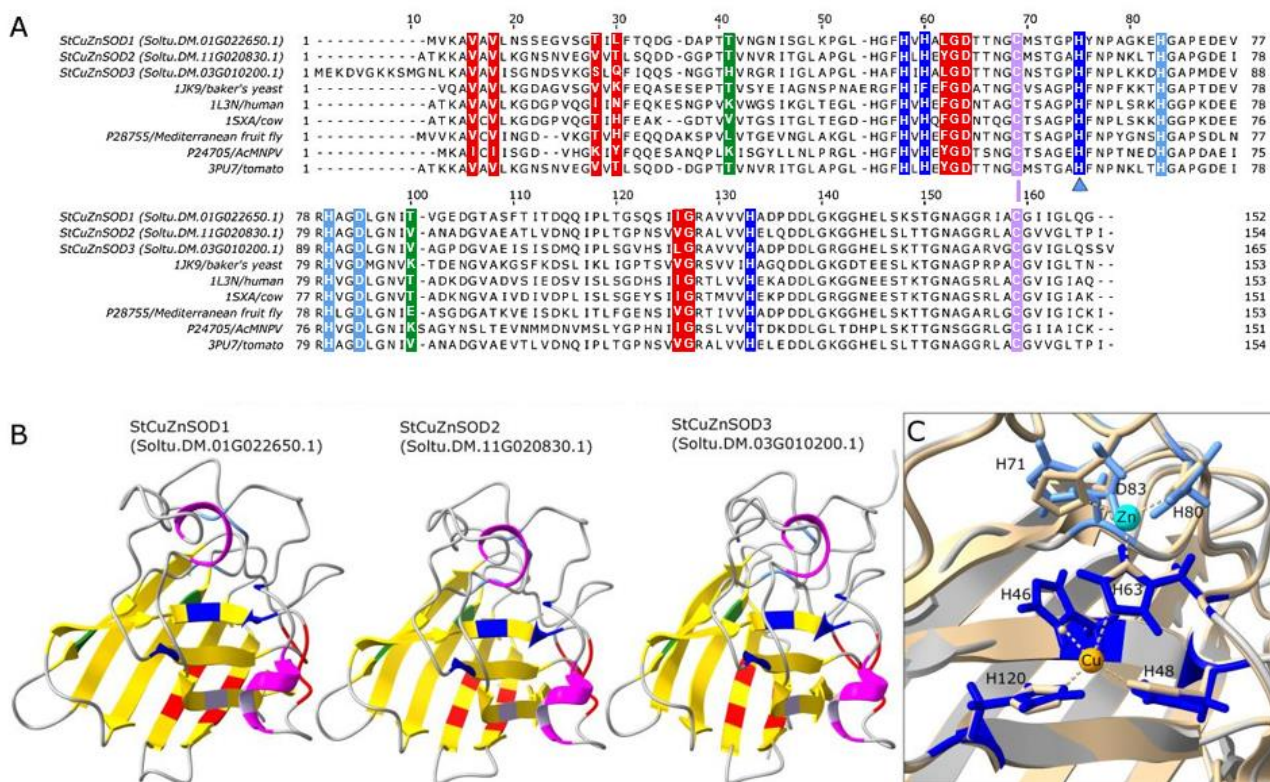 A
10 20 30 40 50 60 70 80
StCuZnSOD1 (Soltu.DM.01G022650.1) 1 -----------MVKAVAVLNSSEGVSGTILFTQDG-DAPTTVNGNISGLKPGL-HGFHVHALGDTTNGCMSTGPHYNPAGKEHGAPEDEV 77
StCuZnSOD2 (Soltu.DM.11G020830.1) 1 ----------ATKKAVAVLKGNSNVEGVVTLTQSDD-GGPTTVNVRITGLAPGL-HGFHLHEYGDTTNGCMSTGAHFNPNKLTHGAPGDEI 78
StCuZnSOD3 (Soltu.DM.03G010200.1) 1 MEKDVGKKSMGNLKAVAVISGNDSVKGSLQFIQQS-NGGTHVRGRIIGLAPGL-HAFHIHALGDTTNGCNSTGPHFNPLKKDHGAPMDEV 88
1JK9/baker's yeast 1 ----------VQAVAVLKGDAGVSGVVKFEQASESEPTTVSYEIAGNSPNAERGFHIHEFGDATNGCVSAGPHFNPFKKTHGAPTDEV 78
1L3N/human 1 ----------ATKAVAVLKGDGPVQGIINFEQKESNGPVKVWGSIKGLTEGL-HGFHVHEFGDNTAGCTSAGPHFNPLSRKHGGPKDEE 78
1SXA/cow 1 ----------ATKAVCVLKGDGPVQGTIHFEAK--GDTVVVTGSITGLTEGD-HGFHVHQFGDNTQGCTSAGPHFNPLSKKHGGPKDEE 76
P28755/Mediterranean fruit fly 1 ----------MVVKAVCVINGD--VKGTVHFEQQDAKSPVLVTGEVNGLAKGL-HGFHVHEFGDNTNGCTSAGPHFNPYGNSHGAPSDLN 77
P24705/AcMNPV 1 -----------MKAICIISGD--VHGKIYFQQESANQPLKISGYLLNLPRGL-HGFHVHEYGDTSNGCTSAGEHFNPTNEDHGAPDAEI 75
3PU7/tomato 1 ----------ATKKAVAVLKGNSNVEGVVTLSQDD-DGPTTVNVRITGLAPGL-HGFHLHEYGDTTNGCMSTGAHFNPNKLTHGAPGDEI 78
100 110 120 130 140 150 160
StCuZnSOD1 (Soltu.DM.01G022650.1) 78 RHAGDLGNIT-VGEDGTASFTITDQQIPLTGSQSIIGRAVVVHADPDDLGKGGHELSKSTGNAGGRIACGIIGLQG-- 152
StCuZnSOD2 (Soltu.DM.11G020830.1) 79 RHAGDLGNIV-ANADGVAEATLVDNQIPLTGPNSVVGRALVVHELQDDLGKGGHELSLTTGNAGGRLACGVVGLTPI- 154
StCuZnSOD3 (Soltu.DM.03G010200.1) 89 RHAGDLGNIV-AGPDGVAEISISDMQIPLSGVHSILGRAVVVHADPDDLGKGGHELSKTTGNAGGRVGCGVIGLQSSV 165
1JK9/baker's yeast 79 RHVGDMGNVK-TDENGVAKGSFKDSLIKLIGPTSVVGRSVVIHAGQDDLGKGDTEESLKTGNAGPRPACGVIGLTN-- 153
1L3N/human 79 RHVGDLGNVT-ADKDGVADVSIEDSVISLSGDHSIIGRTLVVHEKADDLGKGGNEESTKTGNAGSRLACGVIGIAQ-- 153
1SXA/cow 77 RHVGDLGNVT-ADKNGVAIVDIVDPLISLSGEYSIIGRTMVVHEKPDDLGRGGNEESTKTGNAGSRLACGVIGIAK-- 151
P28755/Mediterranean fruit fly 78 RHLGDLGNIE-ASGDGATKVEISDKLITLFGENSIVGRTIVVHADPDDLGKGGHELSKTTGNAGARLGCGVIGICKI- 153
P24705/AcMNPV 76 RHVGDLGNIKSAGYNSLTEVNMMDNVMSLYGPHNIIGRSLVVHTDKDDLGLTDHPLSKTTGNSGGRLGCGIIAICK-- 151
3PU7/tomato 79 RHAGDLGNIV-ANADGVAEVTLVDNQIPLTGPNSVVGRALVVHELEDDLGKGGHELSLTTGNAGGRLACGVVGLTPI- 154
B
StCuZnSOD1
(Soltu.DM.01G022650.1)
StCuZnSOD2
(Soltu.DM.11G020830.1)
StCuZnSOD3
(Soltu.DM.03G010200.1)
C
H71
D83
Zn
H80
H46
H63
Cu
H120
H48